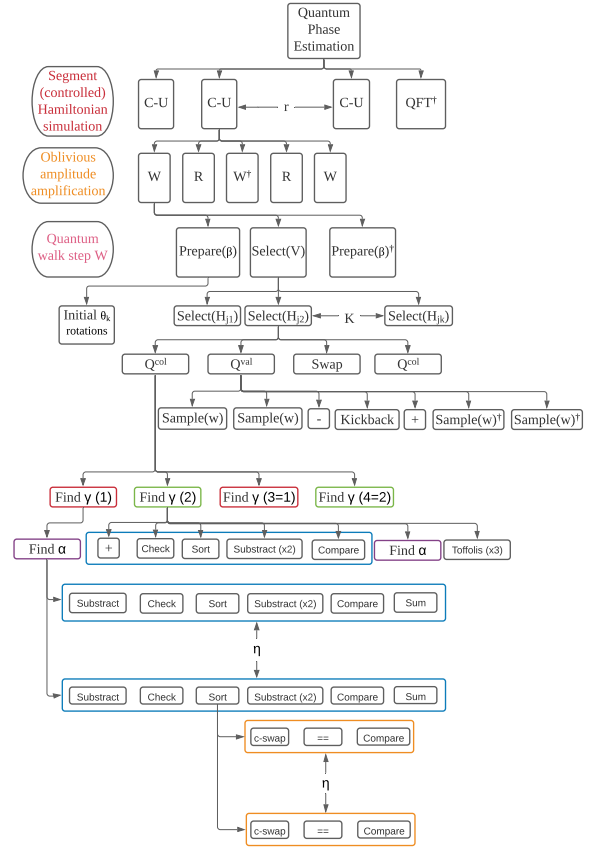 Quantum
Phase
Estimation
Segment
(controlled)
Hamiltonian
simulation
C-U
C-U
r
C-U
QFT†
Oblivious
amplitude
amplification
W
R
W†
R
W
Quantum
walk step W
Prepare(β)
Select(V)
Prepare(β)†
Initial θk
rotations
Select(Hj1)
Select(Hj2)
K
Select(Hjk)
Qcol
Qval
Swap
Qcol
Sample(w)
Sample(w)
-
Kickback
+
Sample(w)†
Sample(w)†
Find γ (1)
Find γ (2)
Find γ (3=1)
Find γ (4=2)
Find α
+
Check
Sort
Substract (x2)
Compare
Find α
Toffolis (x3)
Substract
Check
Sort
Substract (x2)
Compare
Sum
η
Substract
Check
Sort
Substract (x2)
Compare
Sum
c-swap
==
Compare
η
c-swap
==
Compare